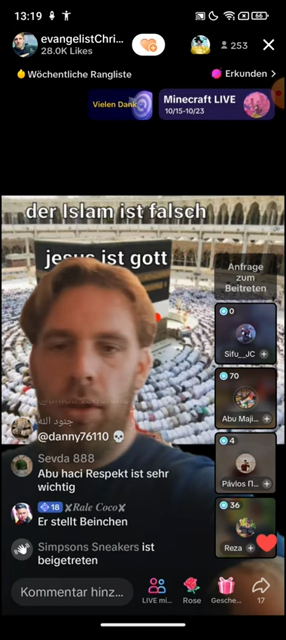 13:19
66
evangelistChri...
28.0K Likes
253
Wöchentliche Rangliste
Erkunden >
Vielen Dank
Minecraft LIVE
10/15-10/23
der Islam ist falsch
jesus ist gott
Anfrage
zum
Beitreten
0
Sifu__JC
70
Abu Maji...
4
Pávlos Π...
36
Reza
جنود الله
@danny76110 💀
Sevda 888
Abu haci Respekt ist sehr
wichtig
18 ✘Rale Coco✘
Er stellt Beinchen
Simpsons Sneakers ist
beigetreten
Kommentar hinz...
LIVE mi...
Rose
Gesche...
17